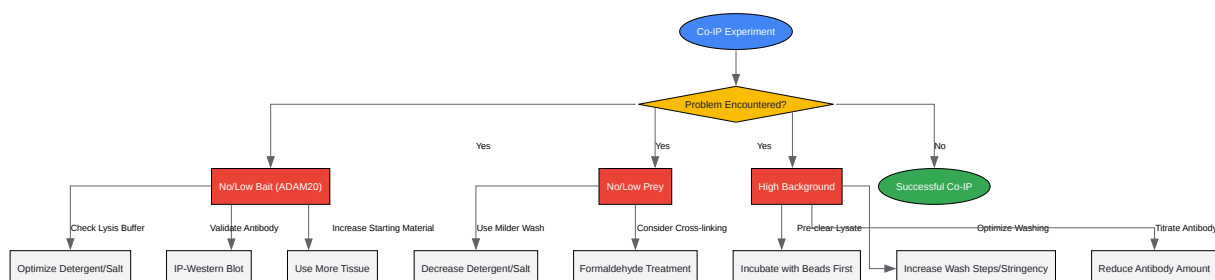 Co-IP Experiment
Problem Encountered?
Yes
Yes
Yes
No
No/Low Bait (ADAM20)
No/Low Prey
High Background
Successful Co-IP
Check Lysis Buffer
Validate Antibody
Increase Starting Material
Use Milder Wash
Consider Cross-linking
Pre-clear Lysate
Optimize Washing
Titrate Antibody
Optimize Detergent/Salt
IP-Western Blot
Use More Tissue
Decrease Detergent/Salt
Formaldehyde Treatment
Incubate with Beads First
Increase Wash Steps/Stringency
Reduce Antibody Amount